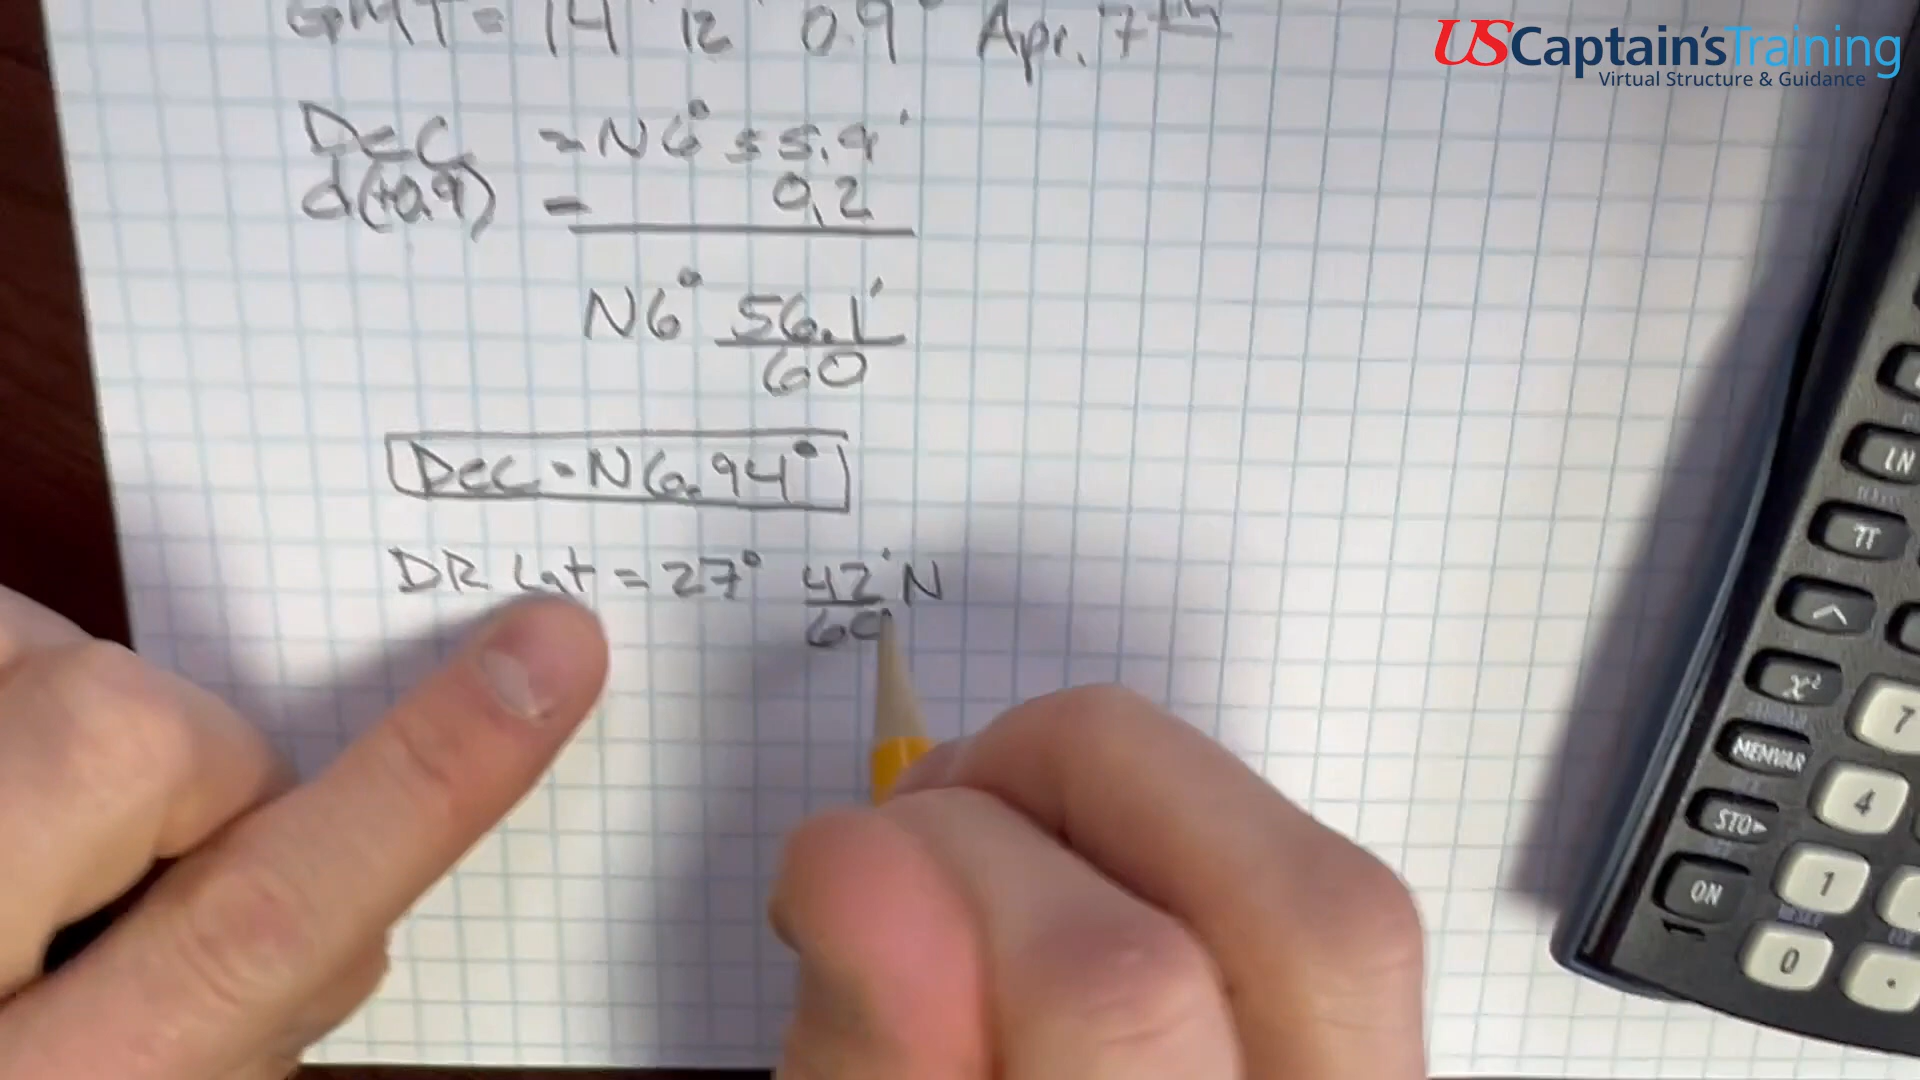 GMT = 14 12 0.9 Apr. 7th
USCaptain'sTraining
Virtual Structure & Guidance
Dec = N6° 55.9'
d(+0.9) = 0.2
N6° 56.1'
60
Dec = N6.94°
DR Lat = 27° 42' N
60
LN
π
^
x²
7
MEMVAR
4
STO▸
1
ON
0
.